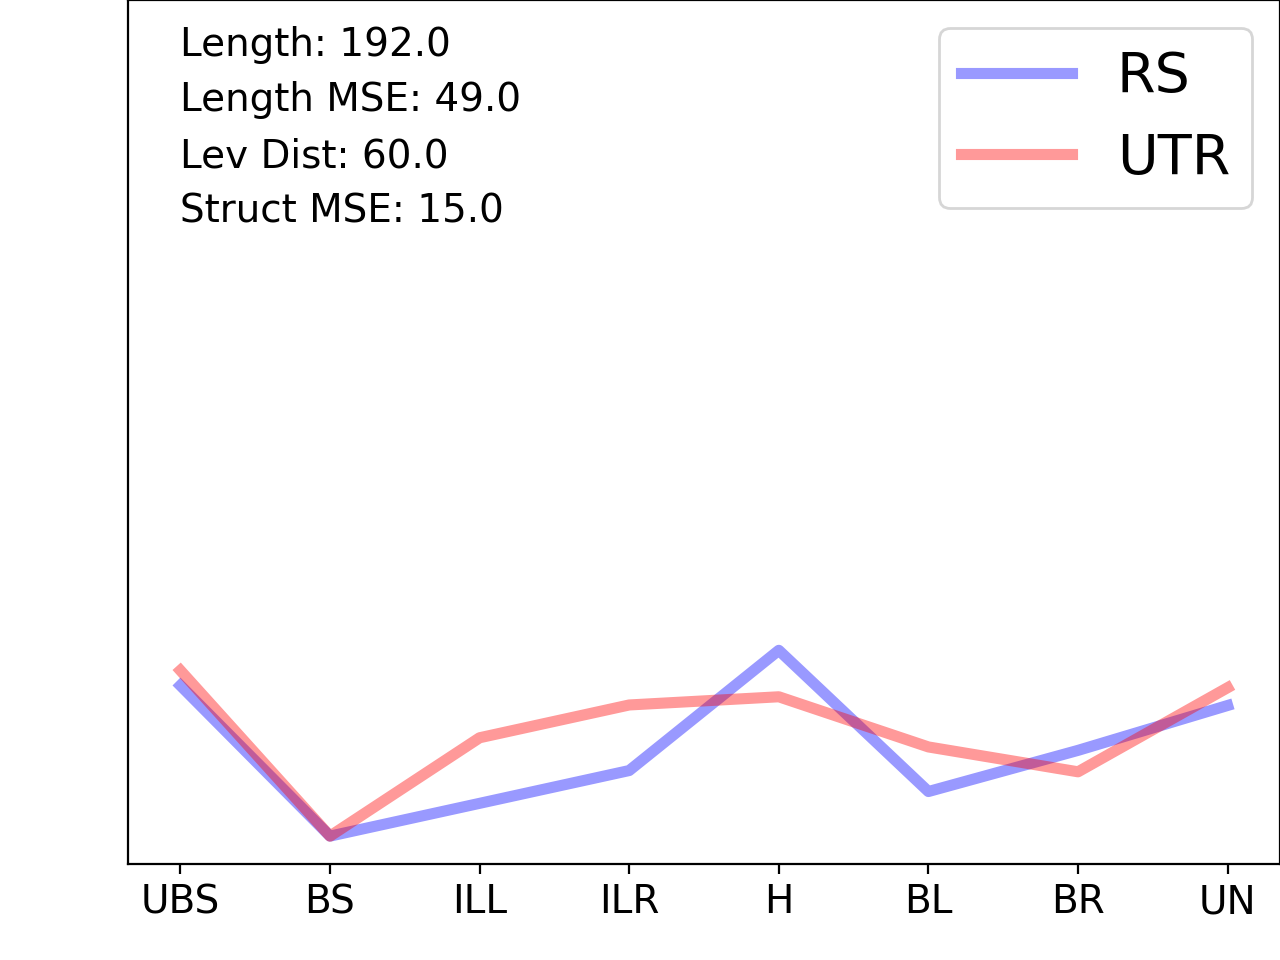 Length: 192.0
Length MSE: 49.0
Lev Dist: 60.0
Struct MSE: 15.0
RS
UTR
UBS BS ILL ILR H BL BR UN